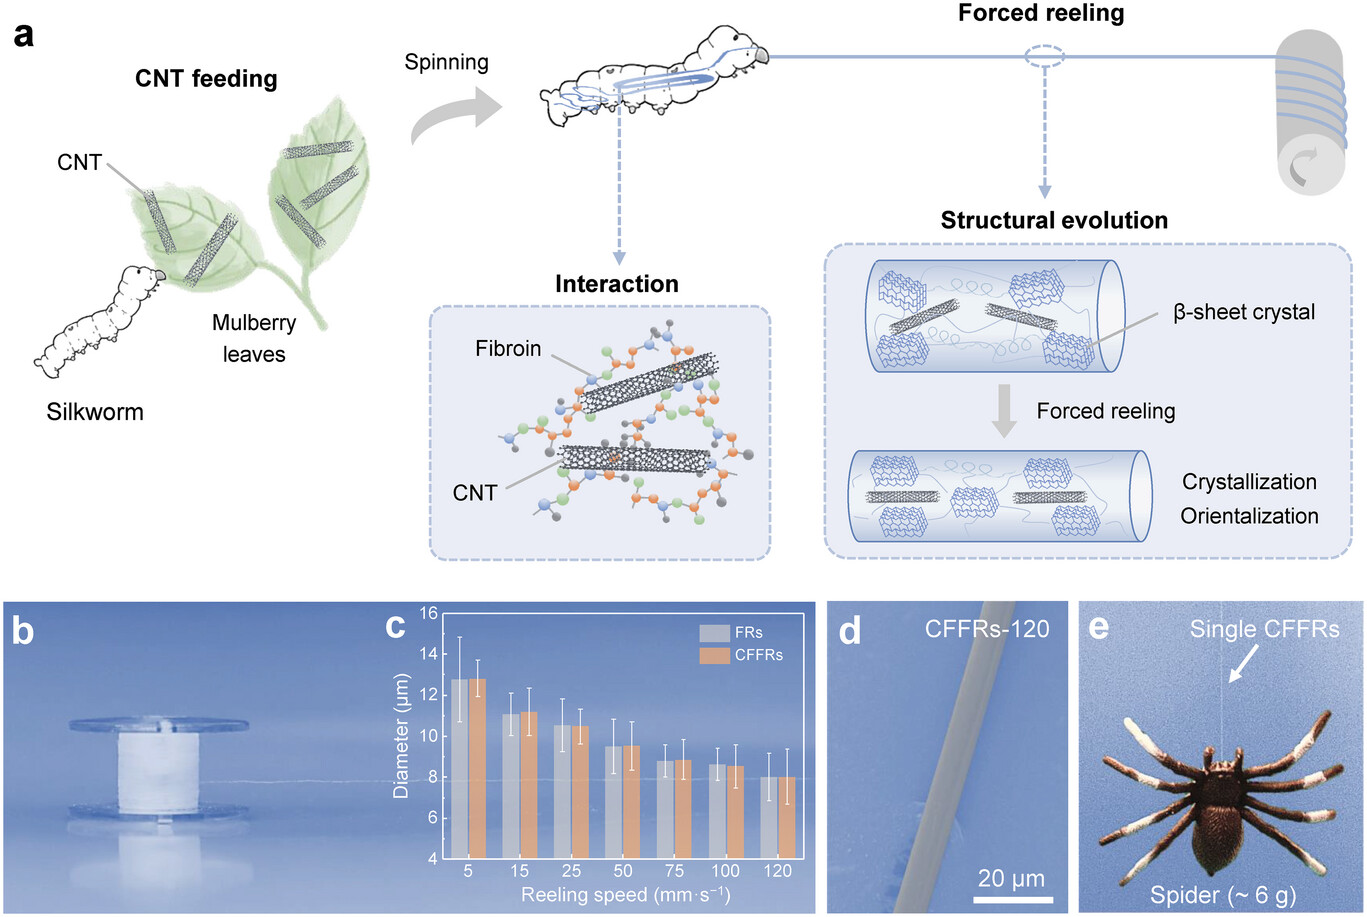 a
Forced reeling
CNT feeding
Spinning
CNT
Mulberry
leaves
Silkworm
Interaction
Fibroin
CNT
Structural evolution
β-sheet crystal
Forced reeling
Crystallization
Orientalization
b
c
16
14
12
10
8
6
4
Diameter (μm)
FRs
CFFRs
5 15 25 50 75 100 120
Reeling speed (mm·s⁻¹)
d
CFFRs-120
20 μm
e
Single CFFRs
Spider (~ 6 g)